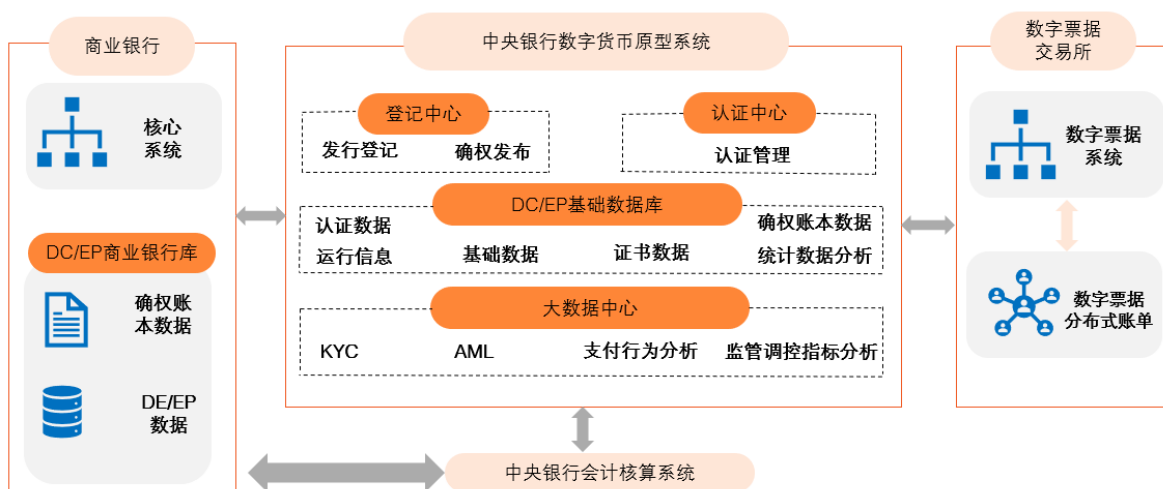 商业银行
核心
系统
DC/EP商业银行库
确权账
本数据
DE/EP
数据
中央银行数字货币原型系统
登记中心
发行登记
确权发布
认证中心
认证管理
DC/EP基础数据库
认证数据
运行信息
基础数据
证书数据
确权账本数据
统计数据分析
大数据中心
KYC
AML
支付行为分析
监管调控指标分析
中央银行会计核算系统
数字票据
交易所
数字票据
系统
数字票据
分布式账单